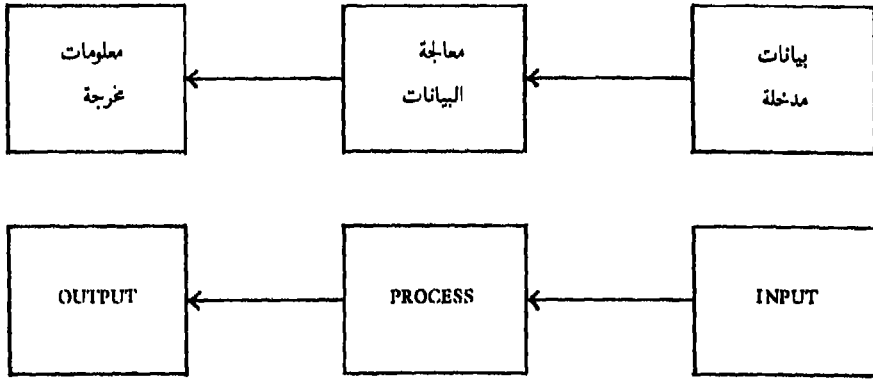 بيانات
مدخلة
معالجة
البيانات
معلومات
مخرجة
INPUT
PROCESS
OUTPUT